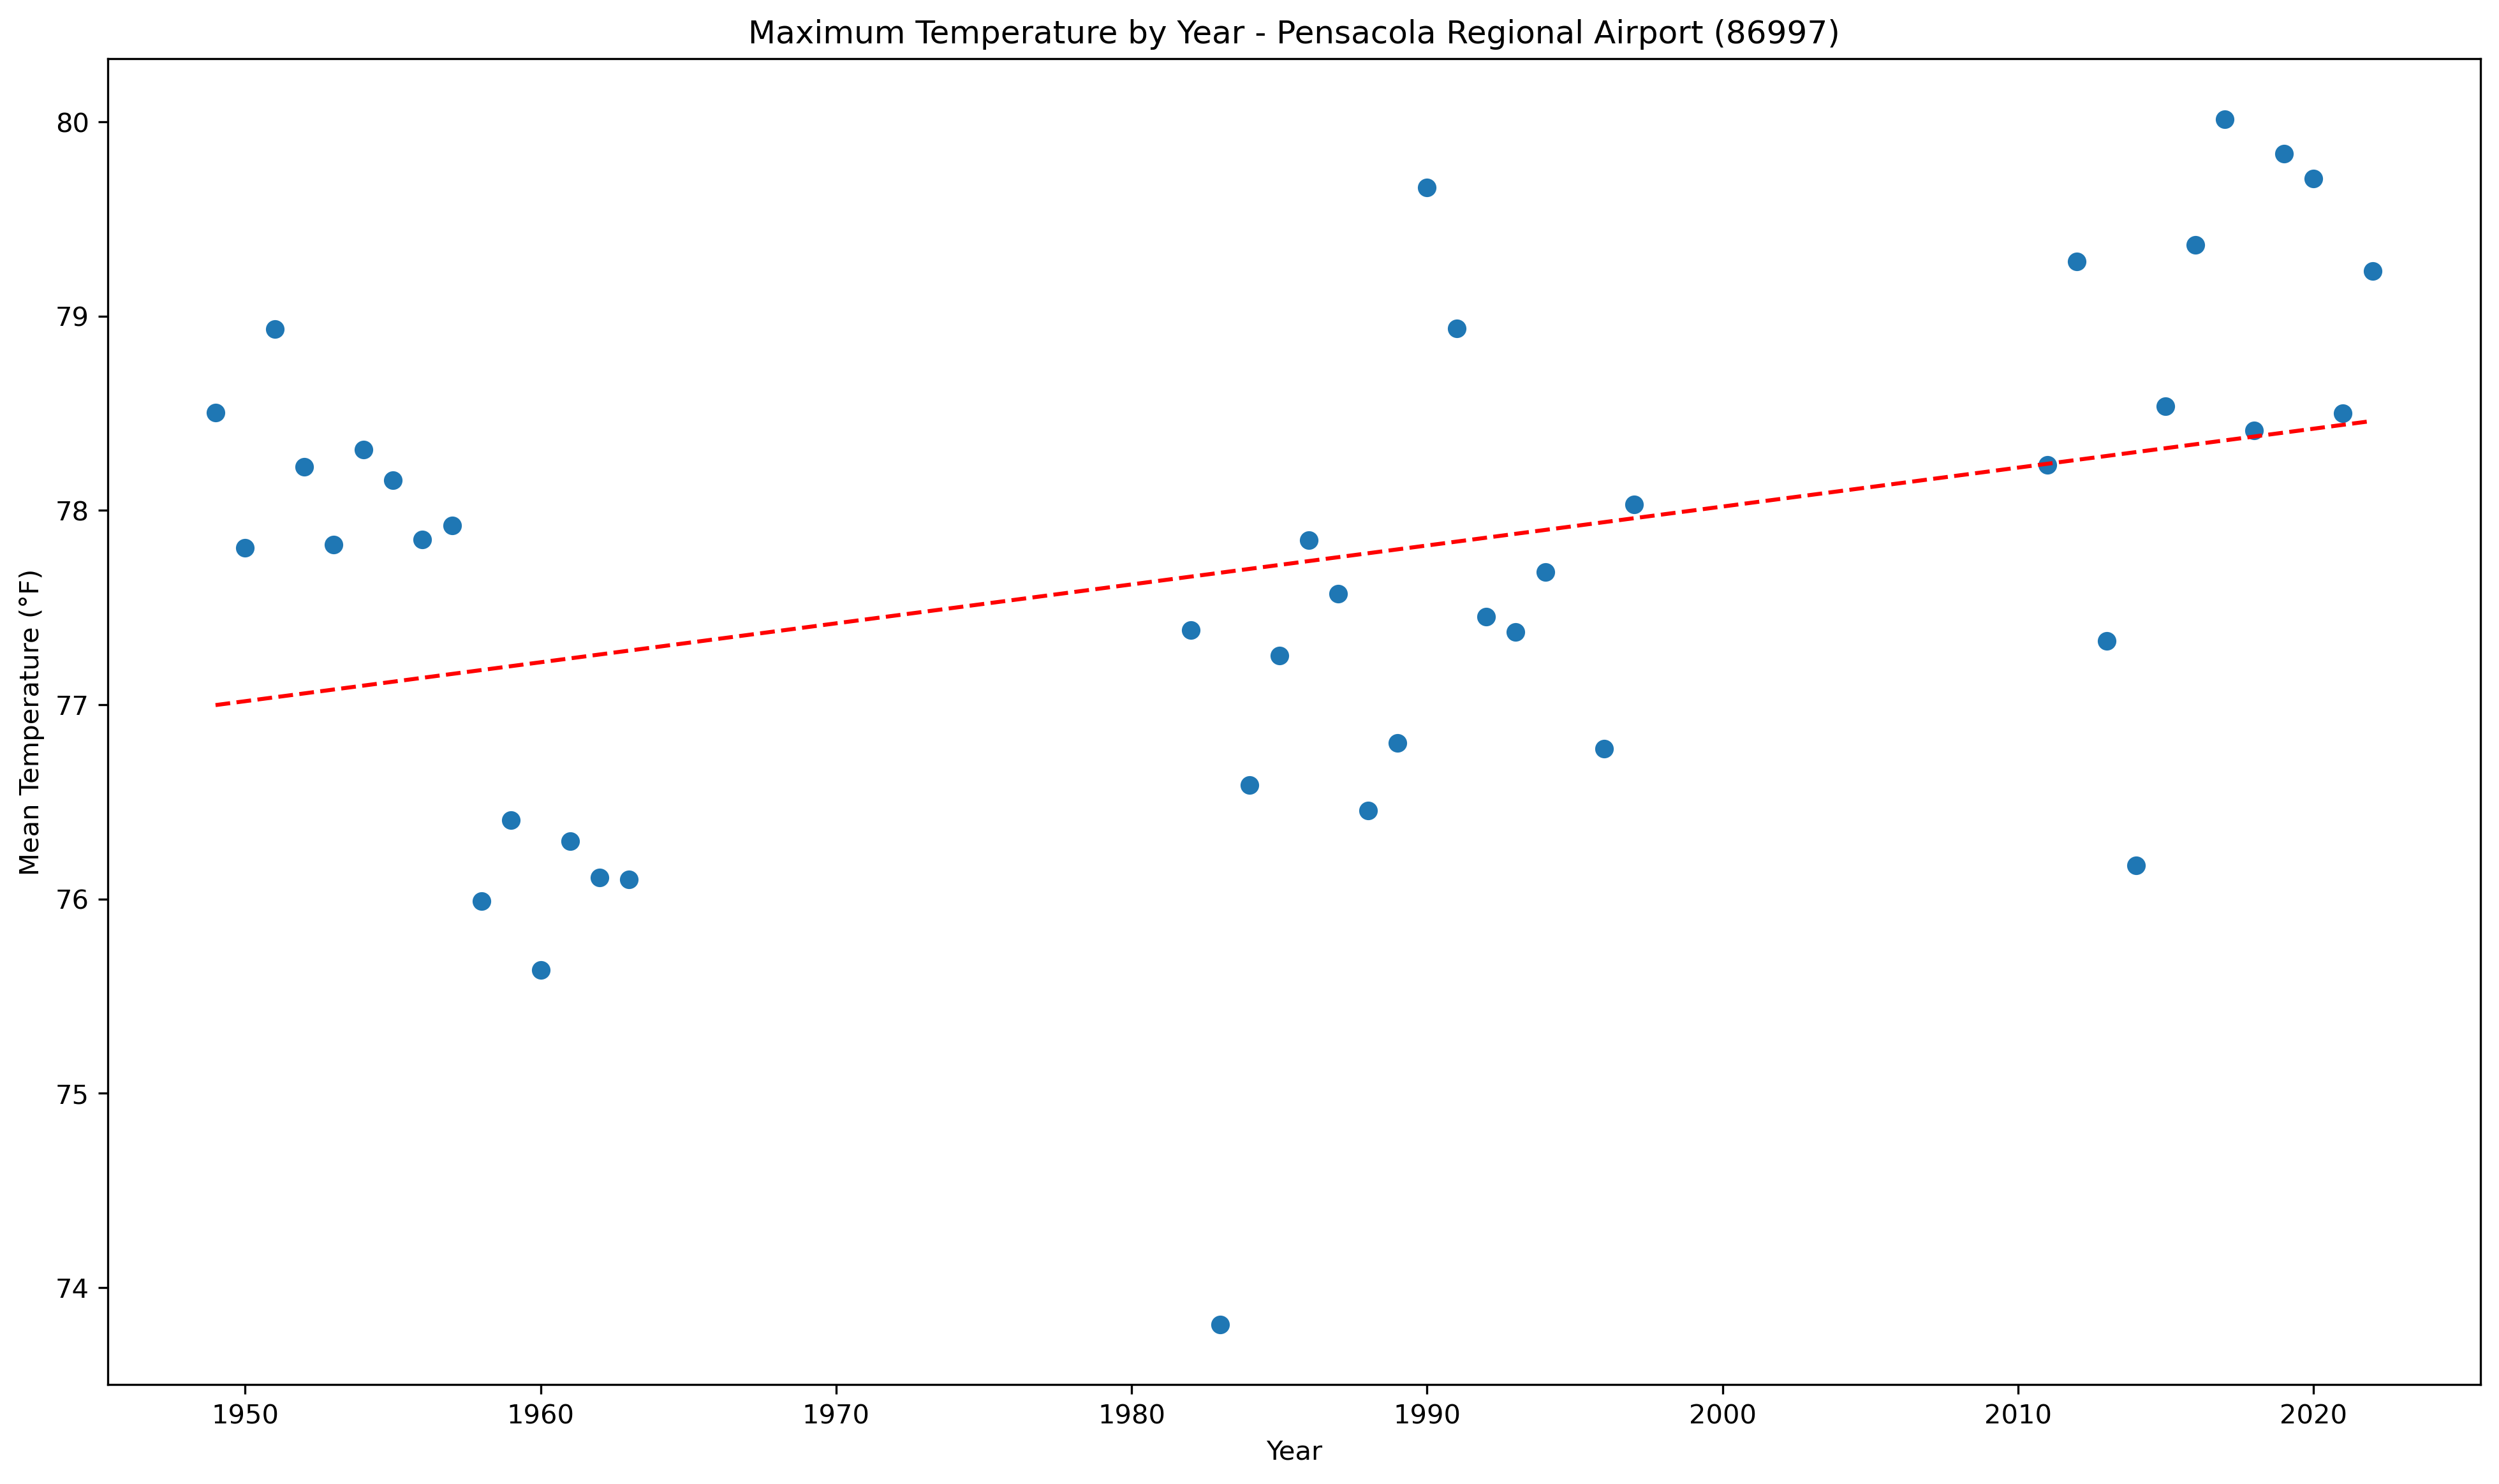 Maximum Temperature by Year - Pensacola Regional Airport (86997)
Mean Temperature (°F)
80
79
78
77
76
75
74
1950 1960 1970 1980 1990 2000 2010 2020
Year